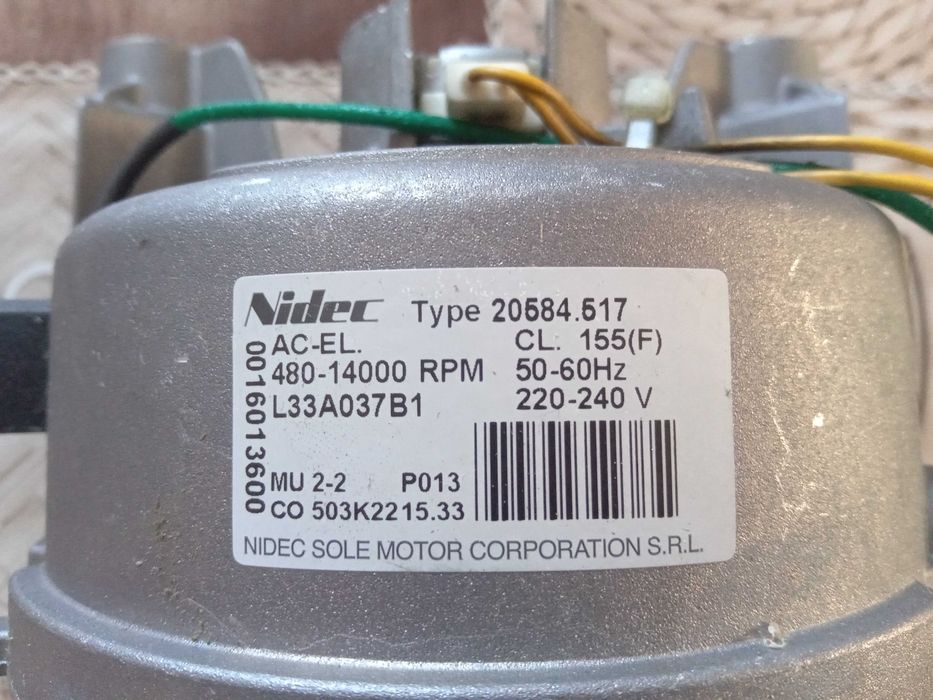 Nidec Type 20584.517
AC-EL. CL. 155(F)
480-14000 RPM 50-60Hz
L33A037B1 220-240 V
MU 2-2 P013
CO 503K2215.33
NIDEC SOLE MOTOR CORPORATION S.R.L.
0016013600